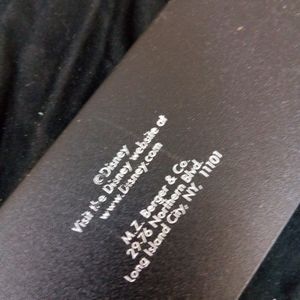 ©Disney
Visit the Disney website at
www.Disney.com
M.Z. Berger & Co.
29-76 Northern Blvd.
Long Island City, NY, 11101